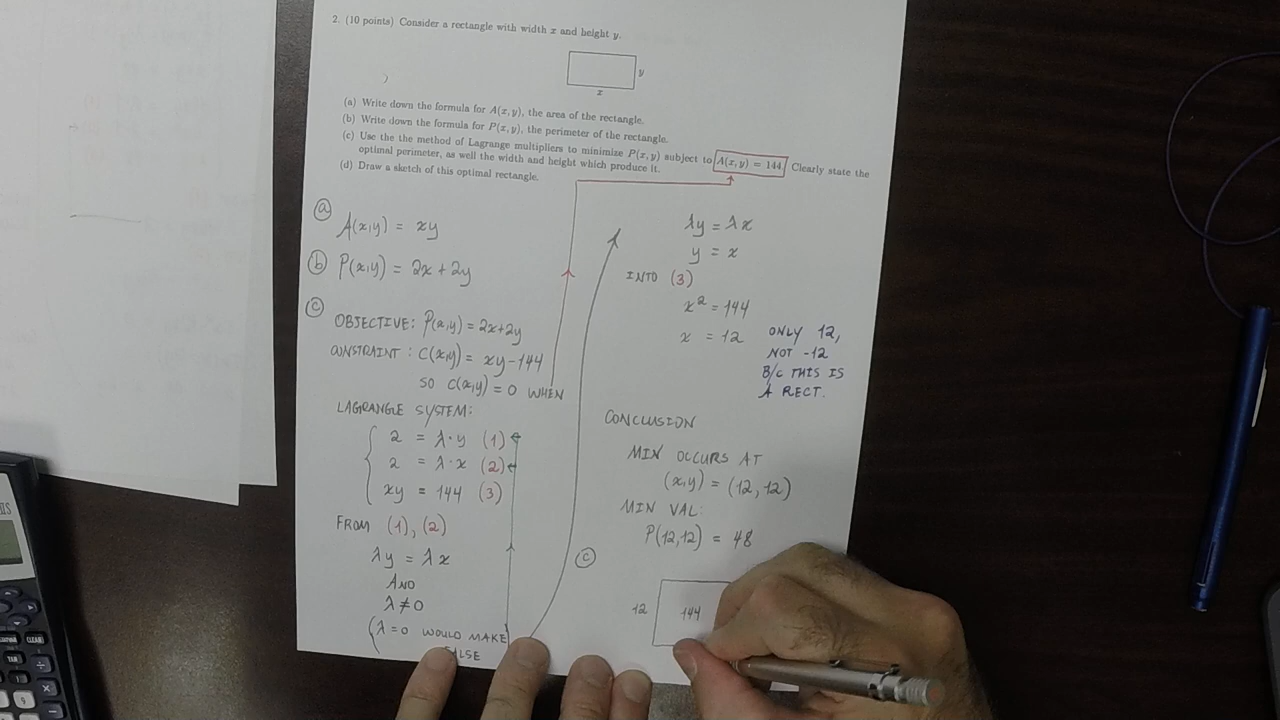 2. (10 points) Consider a rectangle with width x and height y.
y
x
(a) Write down the formula for A(x, y), the area of the rectangle.
(b) Write down the formula for P(x, y), the perimeter of the rectangle.
(c) Use the the method of Lagrange multipliers to minimize P(x, y) subject to A(x, y) = 144. Clearly state the
optimal perimeter, as well the width and height which produce it.
(d) Draw a sketch of this optimal rectangle.
(a) A(x,y) = xy
(b) P(x,y) = 2x + 2y
(c)
OBJECTIVE: P(x,y) = 2x+2y
CONSTRAINT: C(x,y) = xy-144
SO C(x,y) = 0 WHEN
LAGRANGE SYSTEM:
2 = λ·y (1)
2 = λ·x (2)
xy = 144 (3)
FROM (1), (2)
λy = λx
AND
λ≠0
(λ=0 WOULD MAKE
λy = λx
y = x
INTO (3)
x² = 144
x = 12
ONLY 12,
NOT -12
B/C THIS IS
A RECT.
CONCLUSION
MIN OCCURS AT
(x,y) = (12,12)
MIN VAL:
P(12,12) = 48
(c)
12 144
CLEAR
TAN